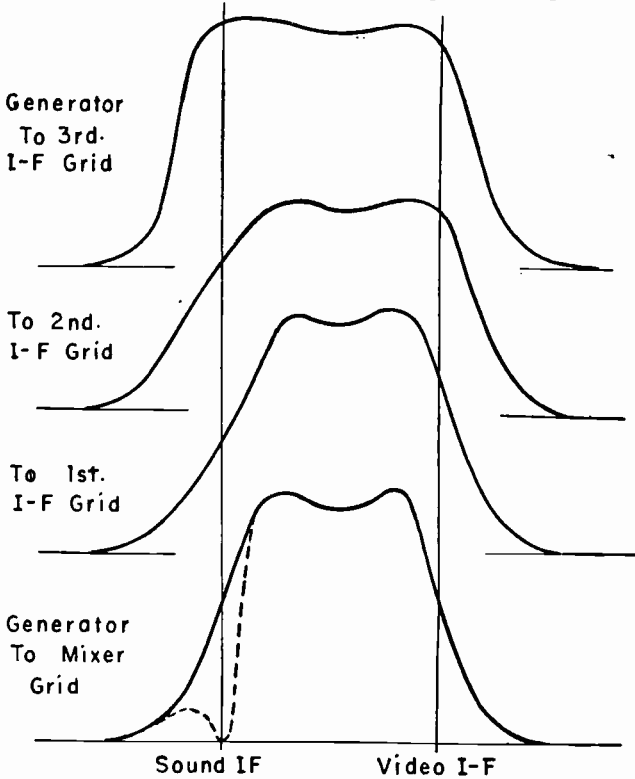 Generator
To 3rd.
I-F Grid
To 2nd.
I-F Grid
To 1st.
I-F Grid
Generator
To Mixer
Grid
Sound IF
Video I-F